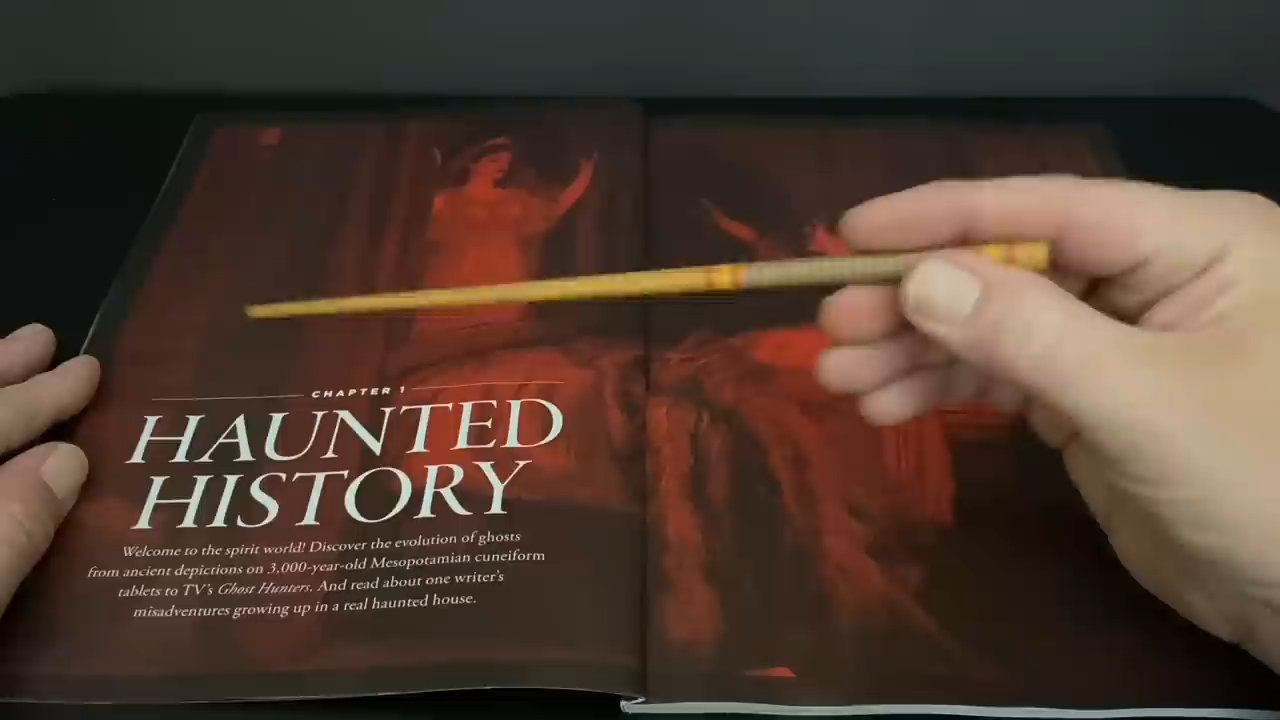 CHAPTER 1
HAUNTED
HISTORY
Welcome to the spirit world! Discover the evolution of ghosts
from ancient depictions on 3,000-year-old Mesopotamian cuneiform
tablets to TV's Ghost Hunters. And read about one writer's
misadventures growing up in a real haunted house.